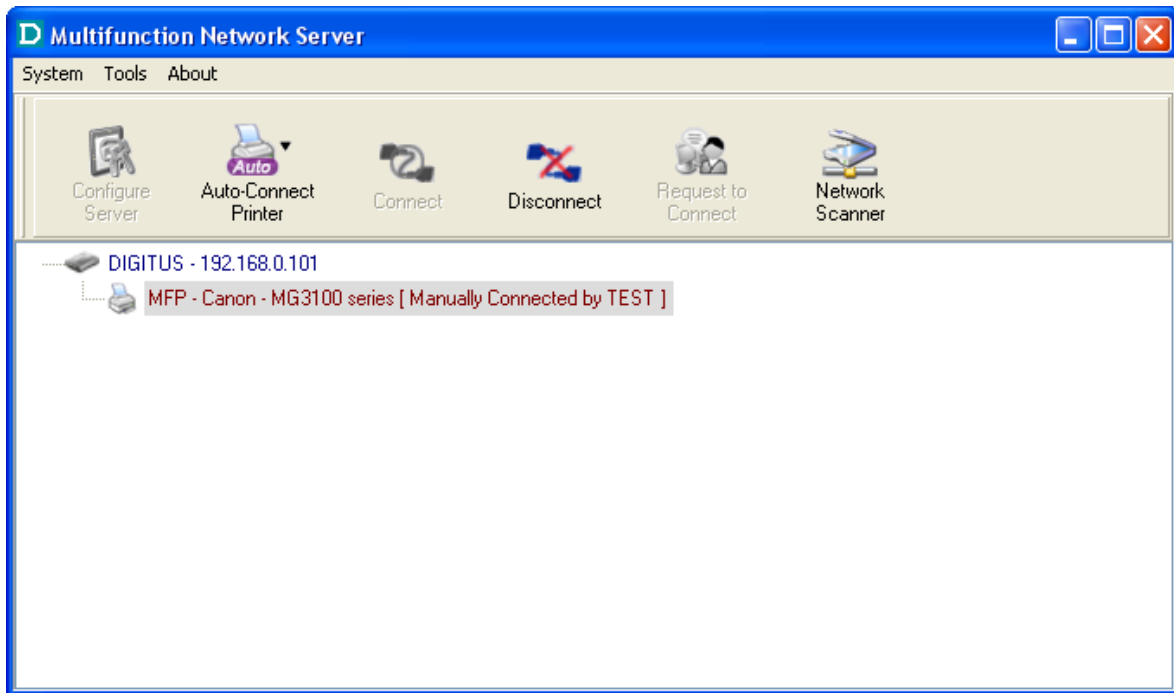 D Multifunction Network Server
System Tools About
Configure Server
Auto
Auto-Connect Printer
Connect
Disconnect
Request to Connect
Network Scanner
DIGITUS - 192.168.0.101
MFP - Canon - MG3100 series [ Manually Connected by TEST ]